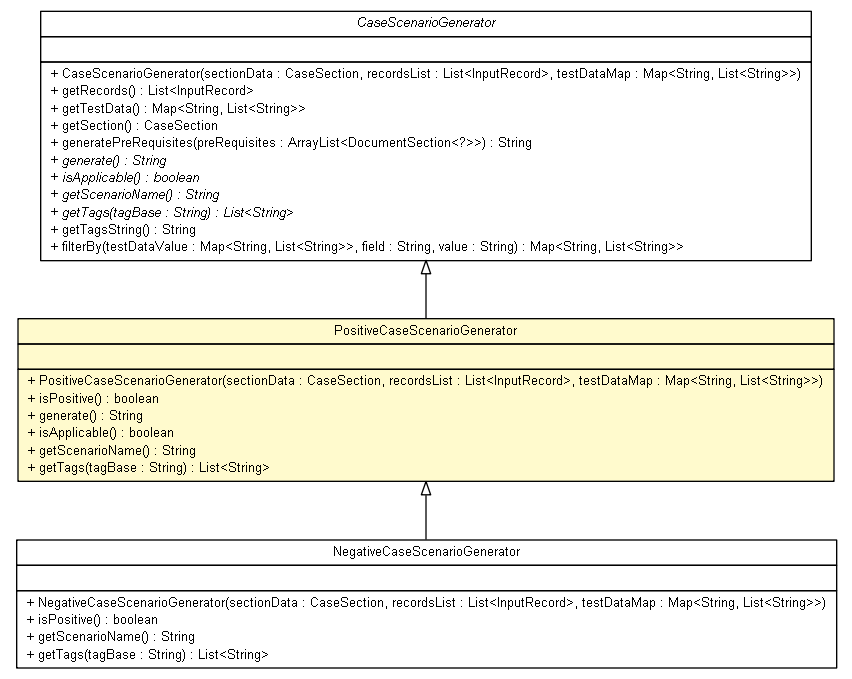 CaseScenarioGenerator
+ CaseScenarioGenerator(sectionData : CaseSection, recordsList : List<InputRecord>, testDataMap : Map<String, List<String>>)
+ getRecords() : List<InputRecord>
+ getTestData() : Map<String, List<String>>
+ getSection() : CaseSection
+ generatePreRequisites(preRequisites : ArrayList<DocumentSection<?>>) : String
+ generate() : String
+ isApplicable() : boolean
+ getScenarioName() : String
+ getTags(tagBase : String) : List<String>
+ getTagsString() : String
+ filterBy(testDataValue : Map<String, List<String>>, field : String, value : String) : Map<String, List<String>>
PositiveCaseScenarioGenerator
+ PositiveCaseScenarioGenerator(sectionData : CaseSection, recordsList : List<InputRecord>, testDataMap : Map<String, List<String>>)
+ isPositive() : boolean
+ generate() : String
+ isApplicable() : boolean
+ getScenarioName() : String
+ getTags(tagBase : String) : List<String>
NegativeCaseScenarioGenerator
+ NegativeCaseScenarioGenerator(sectionData : CaseSection, recordsList : List<InputRecord>, testDataMap : Map<String, List<String>>)
+ isPositive() : boolean
+ getScenarioName() : String
+ getTags(tagBase : String) : List<String>